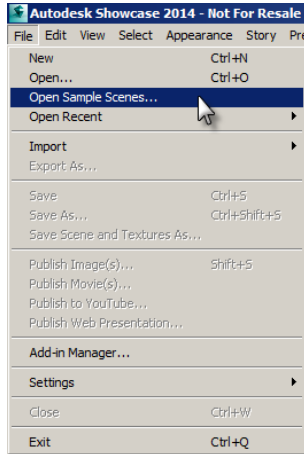 Autodesk Showcase 2014 - Not For Resale
File Edit View Select Appearance Story Pre
New Ctrl+N
Open... Ctrl+O
Open Sample Scenes...
Open Recent
Import
Export As...
Save Ctrl+S
Save As... Ctrl+Shift+S
Save Scene and Textures As...
Publish Image(s)... Shift+S
Publish Movie(s)...
Publish to YouTube...
Publish Web Presentation...
Add-in Manager...
Settings
Close Ctrl+W
Exit Ctrl+Q